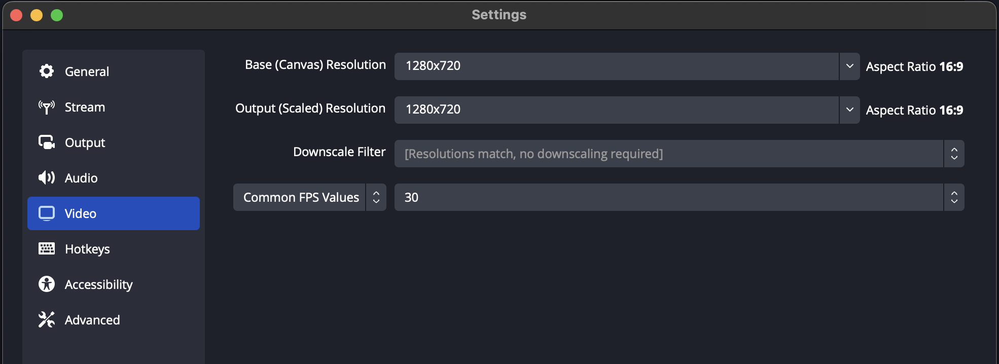 Settings
General
Stream
Output
Audio
Video
Hotkeys
Accessibility
Advanced
Base (Canvas) Resolution 1280x720 Aspect Ratio 16:9
Output (Scaled) Resolution 1280x720 Aspect Ratio 16:9
Downscale Filter [Resolutions match, no downscaling required]
Common FPS Values 30